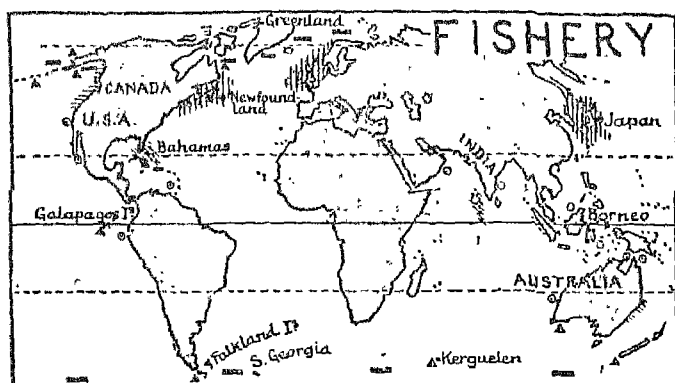 Greenland
FISHERY
CANADA
Newfound
land
U.S.A.
Japan
Bahamas
INDIA
Galapagos Iˢ
Borneo
AUSTRALIA
Falkland Iˢ
S. Georgia
Kerguelen